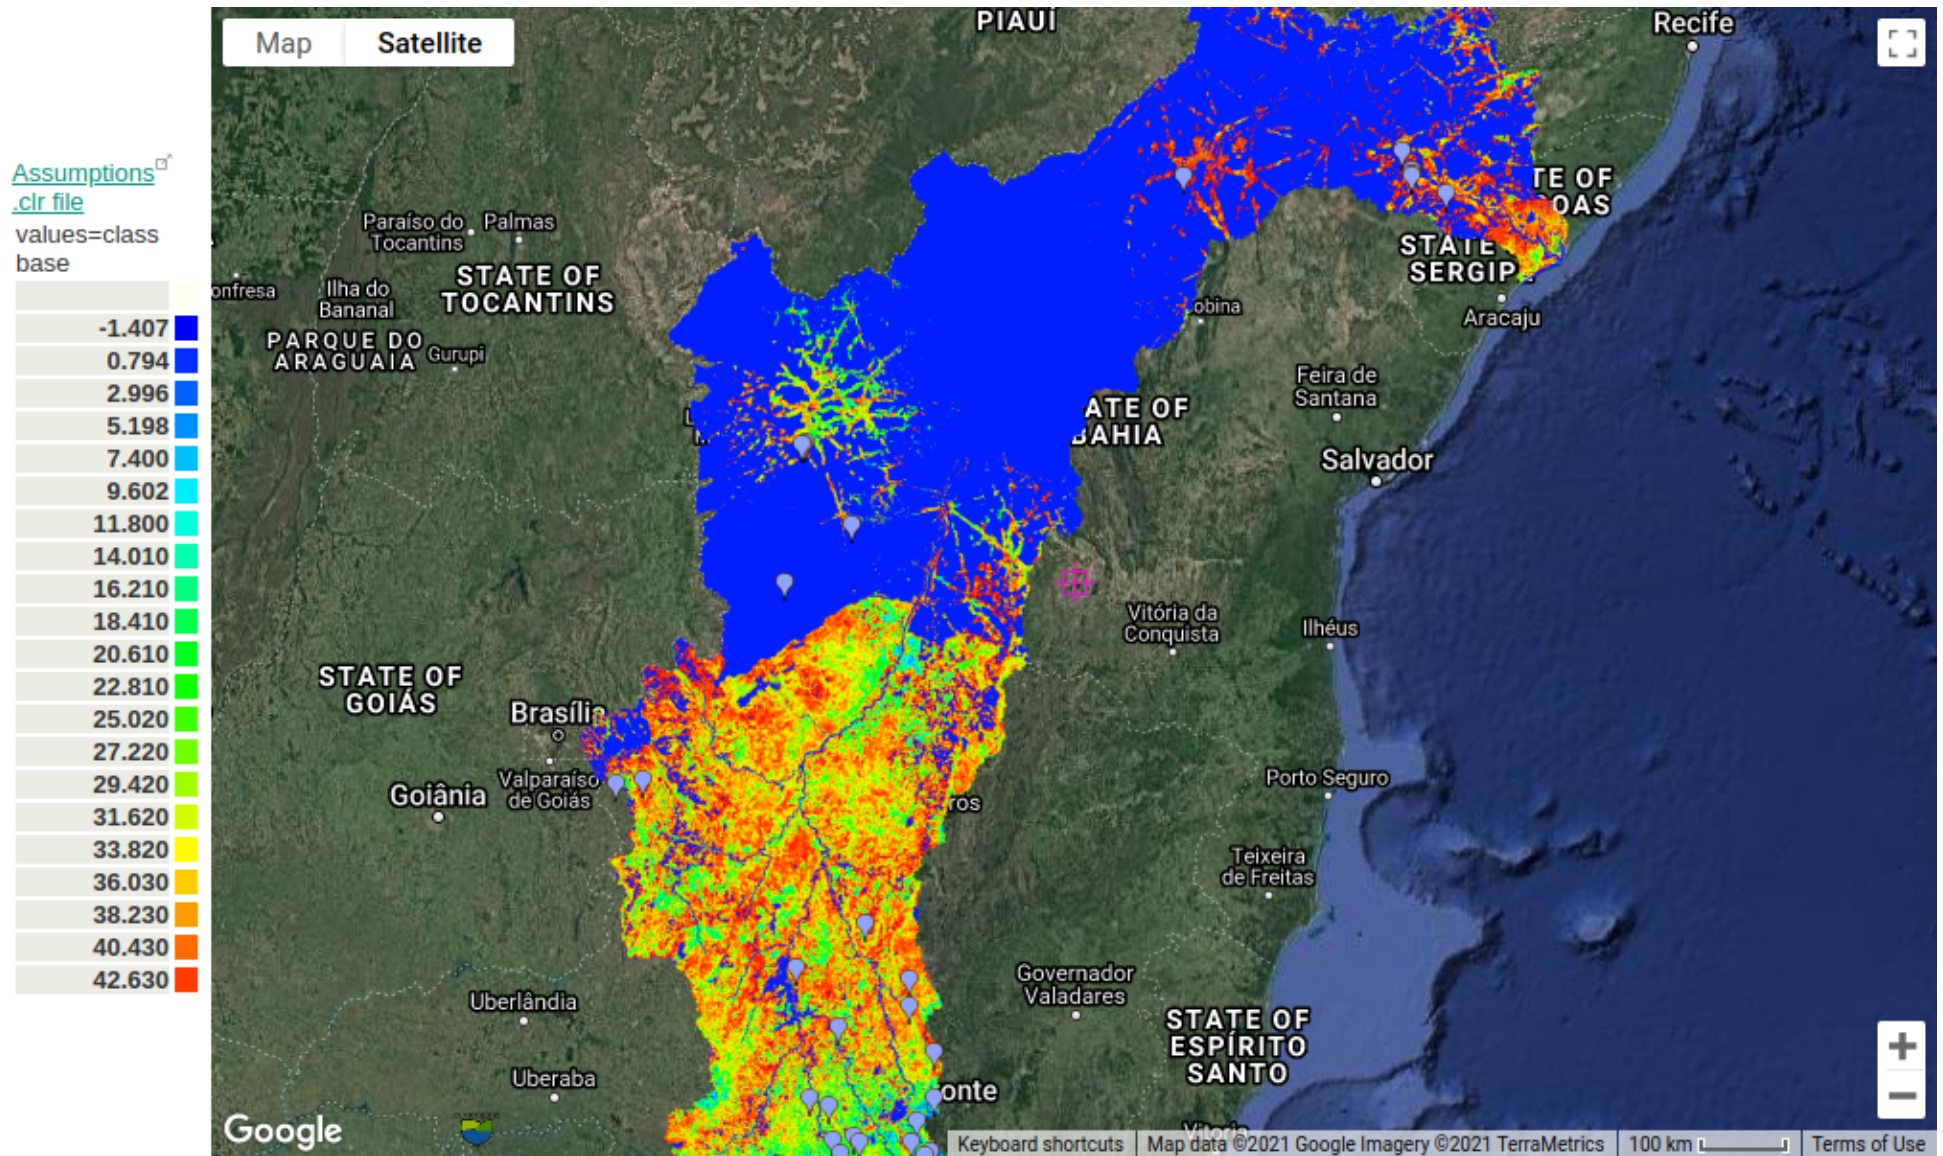 Map
Satellite
Assumptions
.clr file
values=class
base
-1.407
0.794
2.996
5.198
7.400
9.602
11.800
14.010
16.210
18.410
20.610
22.810
25.020
27.220
29.420
31.620
33.820
36.030
38.230
40.430
42.630
PIAUÍ
Recife
TE OF
OAS
STATE
SERGIP
Aracaju
Paraíso do
Tocantins
Palmas
STATE OF
TOCANTINS
onfresa
Ilha do
Bananal
PARQUE DO
ARAGUAIA
Gurupi
obina
Feira de
Santana
ATE OF
BAHIA
Salvador
Vitória da
Conquista
Ilhéus
STATE OF
GOIÁS
Brasília
Valparaíso
de Goiás
Goiânia
ros
Porto Seguro
Teixeira
de Freitas
Uberlândia
Governador
Valadares
STATE OF
ESPÍRITO
SANTO
Uberaba
onte
Vitoria
Google
Keyboard shortcuts
Map data ©2021 Google Imagery ©2021 TerraMetrics
100 km
Terms of Use